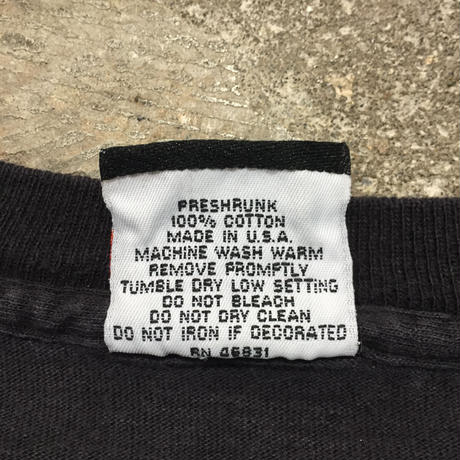 PRESHRUNK
100% COTTON
MADE IN U.S.A.
MACHINE WASH WARM
REMOVE PROMPTLY
TUMBLE DRY LOW SETTING
DO NOT BLEACH
DO NOT DRY CLEAN
DO NOT IRON IF DECORATED
RN 46831